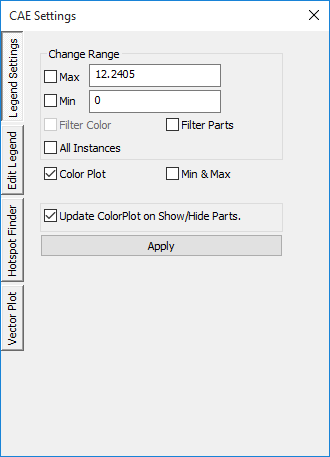 CAE Settings
Legend Settings
Edit Legend
Hotspot Finder
Vector Plot
Change Range
Max 12.2405
Min 0
Filter Color Filter Parts
All Instances
Color Plot Min & Max
Update ColorPlot on Show/Hide Parts.
Apply